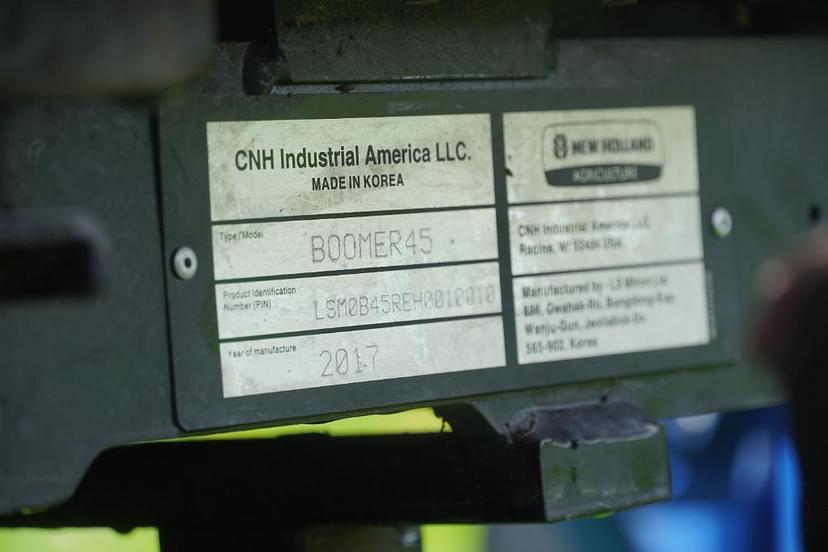 CNH Industrial America LLC.
MADE IN KOREA
Type/Model
BOOMER45
Product Identification
Number (PIN)
LSM0B45REH0010010
Year of manufacture
2017
NEW HOLLAND
AGRICULTURE
CNH Industrial America LLC.
Racine, WI USA.
Manufactured by : LS Mtron Ltd
Wanju-Gun, Jeollabuk-Do
565-902, Korea